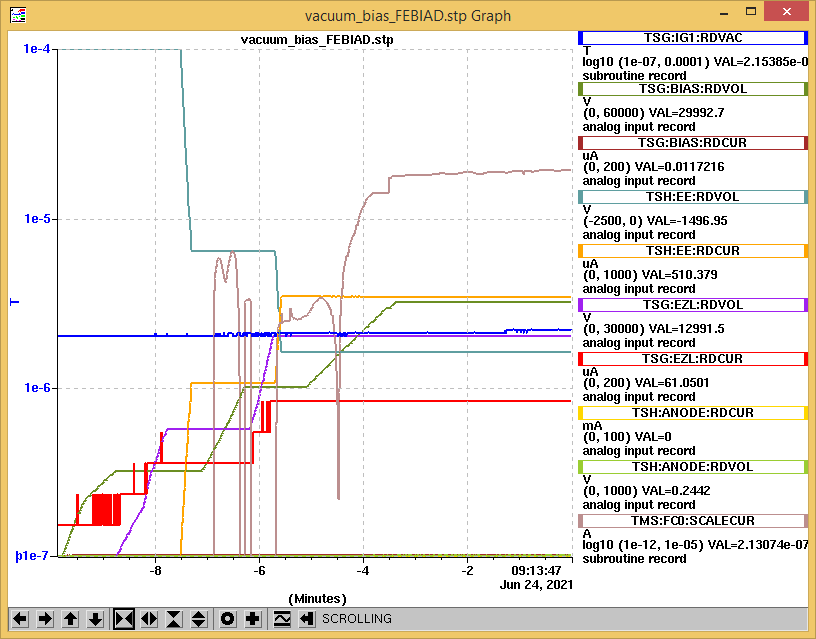 vacuum_bias_FEBIAD.stp Graph
vacuum_bias_FEBIAD.stp
1e-4
1e-5
T
1e-6
1e-7
-8
-6
-4
-2
09:13:47
Jun 24, 2021
(Minutes)
TSG:IG1:RDVAC
T
log10 (1e-07, 0.0001) VAL=2.15385e-0
subroutine record
TSG:BIAS:RDVOL
V
(0, 60000) VAL=29992.7
analog input record
TSG:BIAS:RDCUR
uA
(0, 200) VAL=0.0117216
analog input record
TSH:EE:RDVOL
V
(-2500, 0) VAL=-1496.95
analog input record
TSH:EE:RDCUR
uA
(0, 1000) VAL=510.379
analog input record
TSG:EZL:RDVOL
V
(0, 30000) VAL=12991.5
analog input record
TSG:EZL:RDCUR
uA
(0, 200) VAL=61.0501
analog input record
TSH:ANODE:RDCUR
mA
(0, 100) VAL=0
analog input record
TSH:ANODE:RDVOL
V
(0, 1000) VAL=0.2442
analog input record
TMS:FC0:SCALECUR
A
log10 (1e-12, 1e-05) VAL=2.13074e-07
subroutine record
SCROLLING